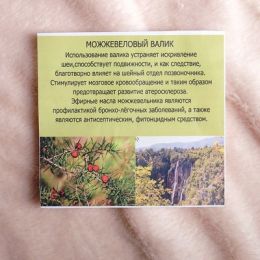 МОЖЖЕВЕЛОВЫЙ ВАЛИК
Использование валика устраняет искривление
шеи,способствует подвижности, и как следствие,
благотворно влияет на шейный отдел позвоночника.
Стимулирует мозговое кровообращение и таким образом
предотвращает развитие атеросклероза.
Эфирные масла можжевельника являются
профилактикой бронхо-лёгочных заболеваний, а также
являются антисептическим, фитонцидным средством.